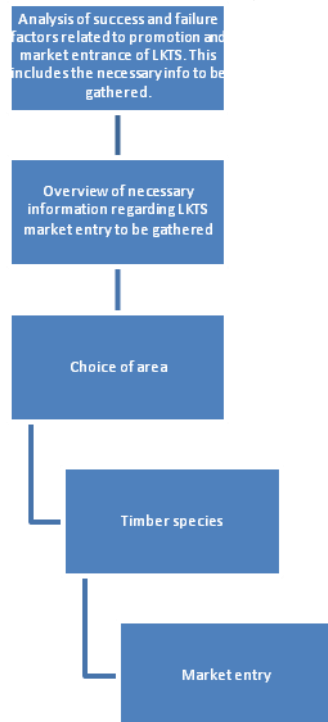 Analysis of success and failure
factors related to promotion and
market entrance of LKTS. This
includes the necessary info to be
gathered.
Overview of necessary
information regarding LKTS
market entry to be gathered
Choice of area
Timber species
Market entry